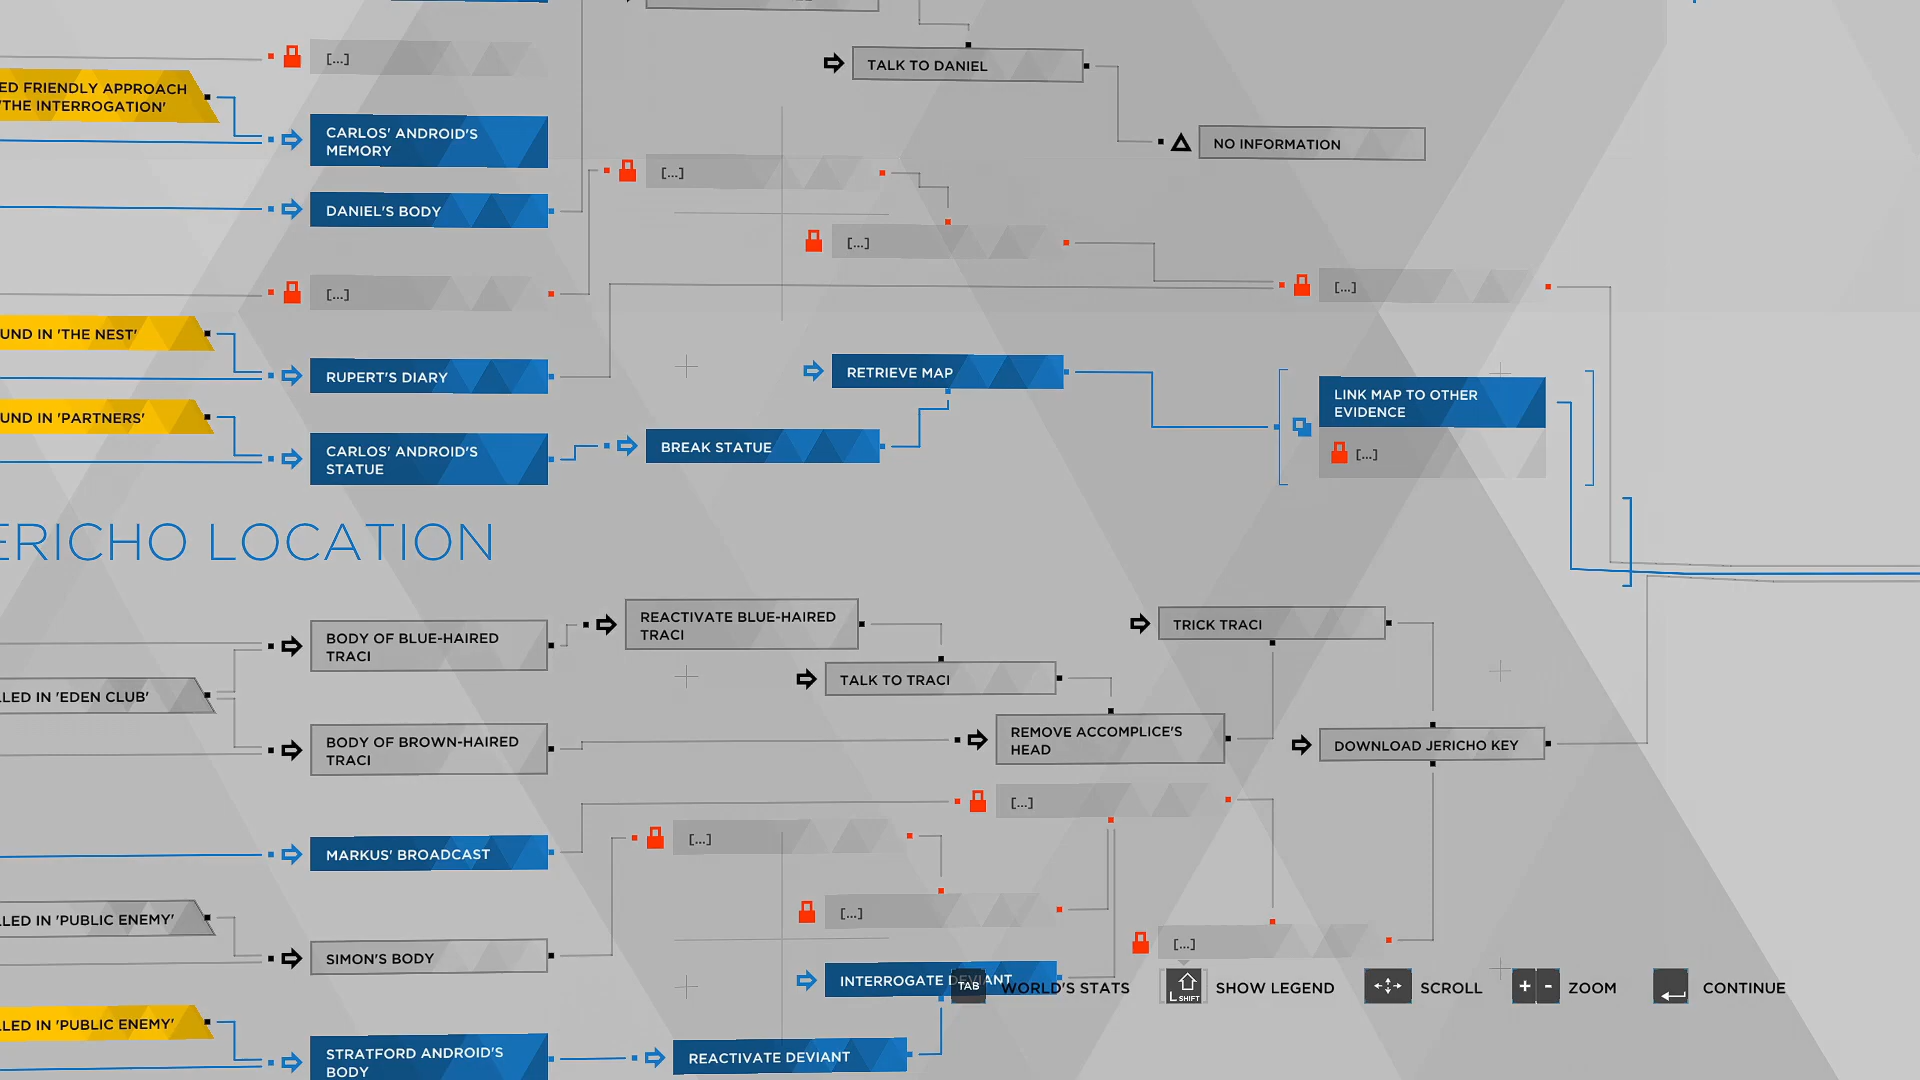 [...]
TALK TO DANIEL
ED FRIENDLY APPROACH
'THE INTERROGATION'
CARLOS' ANDROID'S
MEMORY
NO INFORMATION
[...]
DANIEL'S BODY
[...]
[...]
[...]
UND IN 'THE NEST'
RUPERT'S DIARY
RETRIEVE MAP
LINK MAP TO OTHER
EVIDENCE
UND IN 'PARTNERS'
CARLOS' ANDROID'S
STATUE
BREAK STATUE
[...]
ERICHO LOCATION
REACTIVATE BLUE-HAIRED
TRACI
TRICK TRACI
BODY OF BLUE-HAIRED
TRACI
TALK TO TRACI
LLED IN 'EDEN CLUB'
BODY OF BROWN-HAIRED
TRACI
REMOVE ACCOMPLICE'S
HEAD
DOWNLOAD JERICHO KEY
[...]
[...]
MARKUS' BROADCAST
[...]
LLED IN 'PUBLIC ENEMY'
SIMON'S BODY
[...]
INTERROGATE DEVIANT
TAB WORLD'S STATS
L SHIFT SHOW LEGEND
SCROLL
+ - ZOOM
CONTINUE
LLED IN 'PUBLIC ENEMY'
STRATFORD ANDROID'S
BODY
REACTIVATE DEVIANT